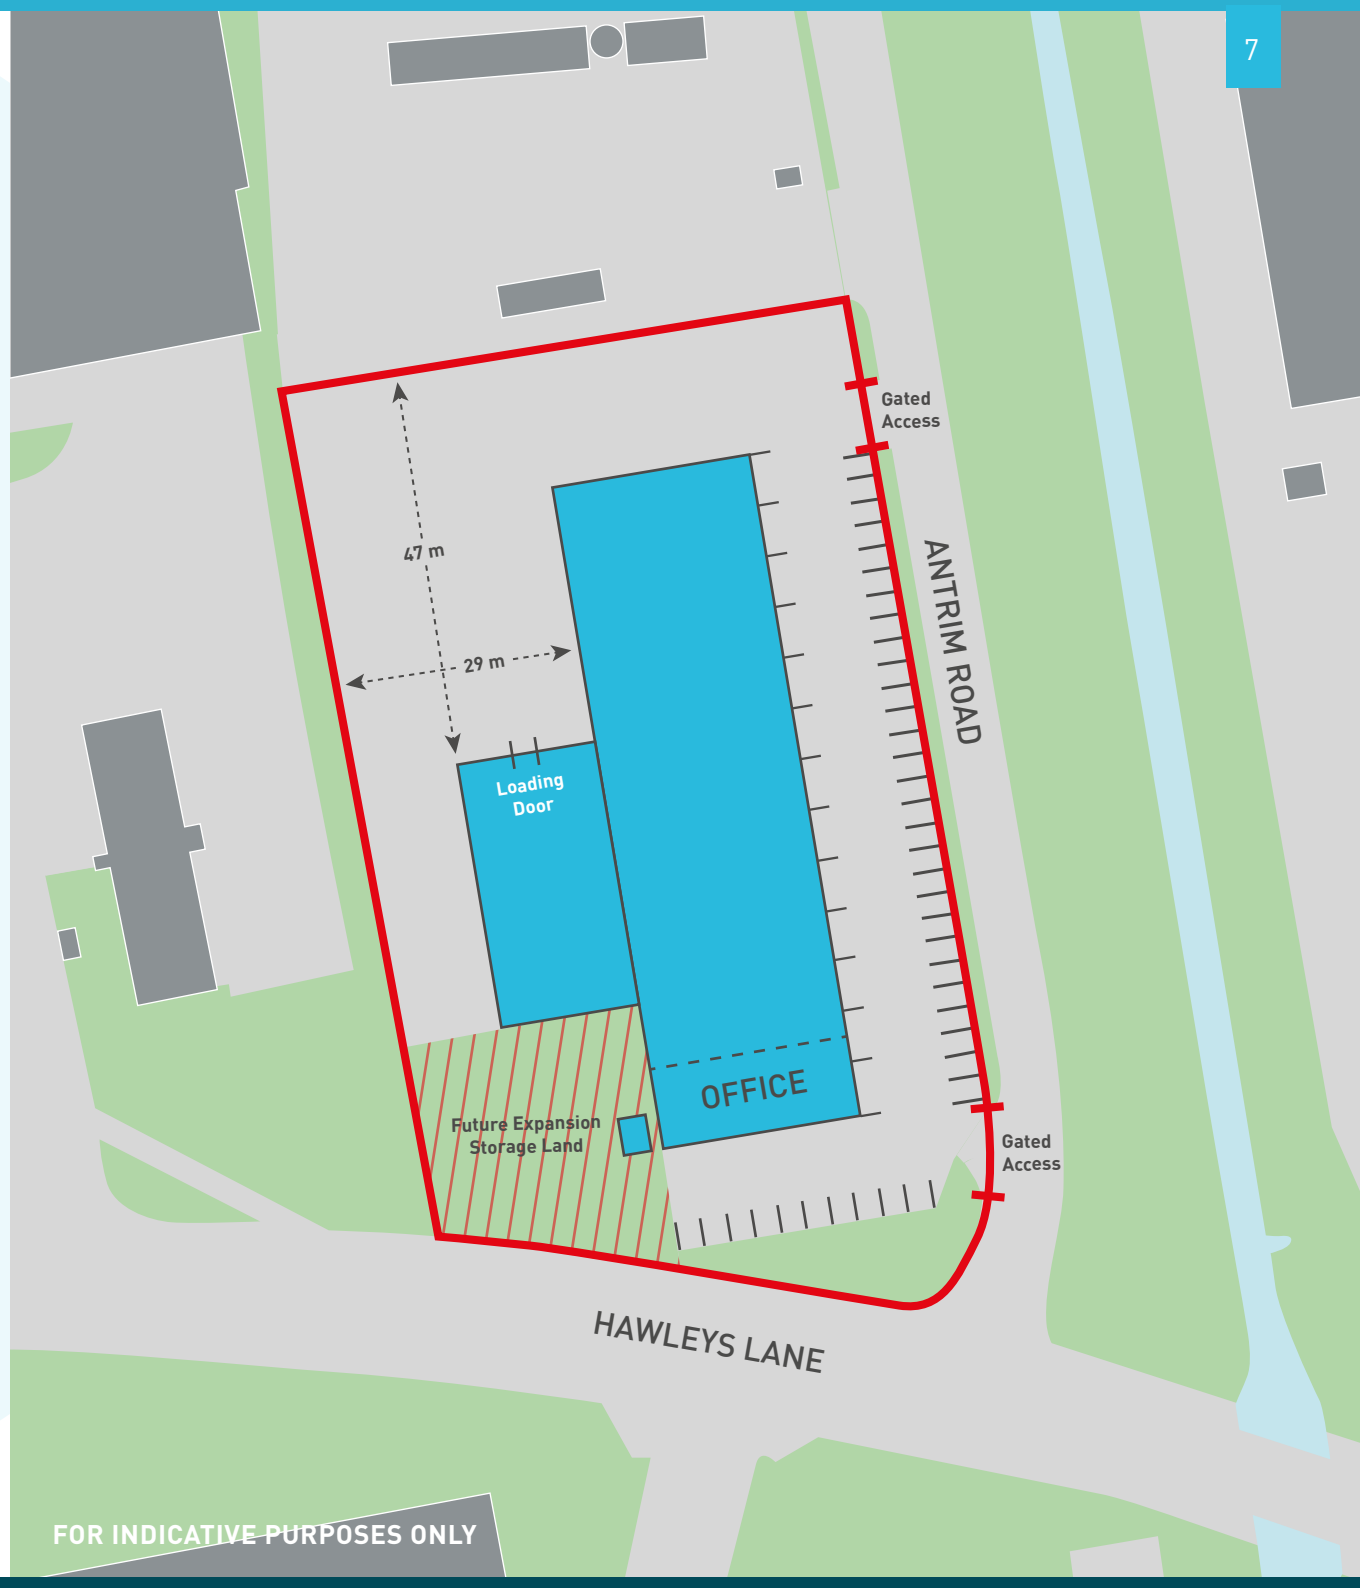 7
Gated
Access
47 m
ANTRIM ROAD
29 m
Loading
Door
OFFICE
Future Expansion
Storage Land
Gated
Access
HAWLEYS LANE
FOR INDICATIVE PURPOSES ONLY